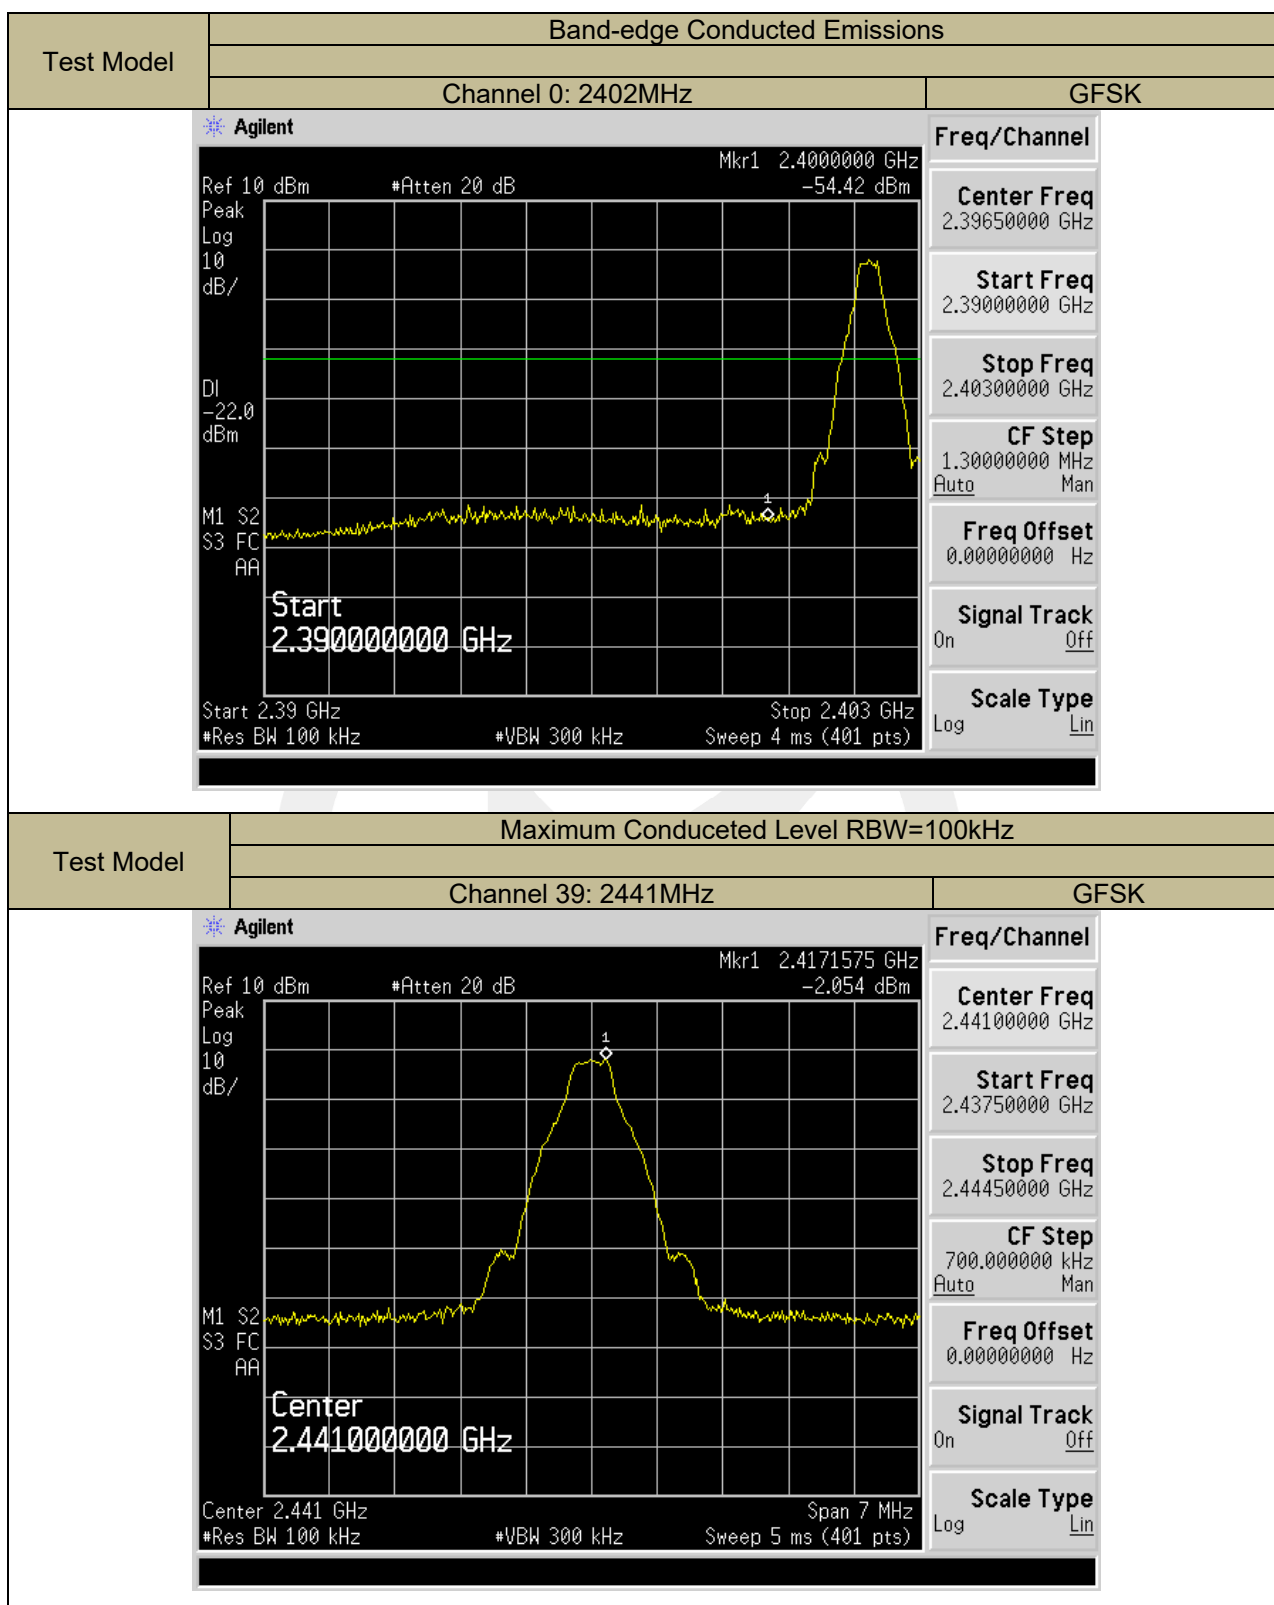 Test Model
Band-edge Conducted Emissions
Channel 0: 2402MHz
GFSK
Agilent
Freq/Channel
Mkr1 2.4000000 GHz
Ref 10 dBm #Atten 20 dB -54.42 dBm
Peak
Log
10
dB/
DI
-22.0
dBm
M1 S2
S3 FC
AA
1
Start
2.390000000 GHz
Start 2.39 GHz Stop 2.403 GHz
#Res BW 100 kHz #VBW 300 kHz Sweep 4 ms (401 pts)
Center Freq
2.39650000 GHz
Start Freq
2.39000000 GHz
Stop Freq
2.40300000 GHz
CF Step
1.30000000 MHz
Auto Man
Freq Offset
0.00000000 Hz
Signal Track
On Off
Scale Type
Log Lin
Test Model
Maximum Conduceted Level RBW=100kHz
Channel 39: 2441MHz
GFSK
Agilent
Freq/Channel
Mkr1 2.4171575 GHz
Ref 10 dBm #Atten 20 dB -2.054 dBm
Peak
Log
10
dB/
1
M1 S2
S3 FC
AA
Center
2.441000000 GHz
Center 2.441 GHz Span 7 MHz
#Res BW 100 kHz #VBW 300 kHz Sweep 5 ms (401 pts)
Center Freq
2.44100000 GHz
Start Freq
2.43750000 GHz
Stop Freq
2.44450000 GHz
CF Step
700.000000 kHz
Auto Man
Freq Offset
0.00000000 Hz
Signal Track
On Off
Scale Type
Log Lin